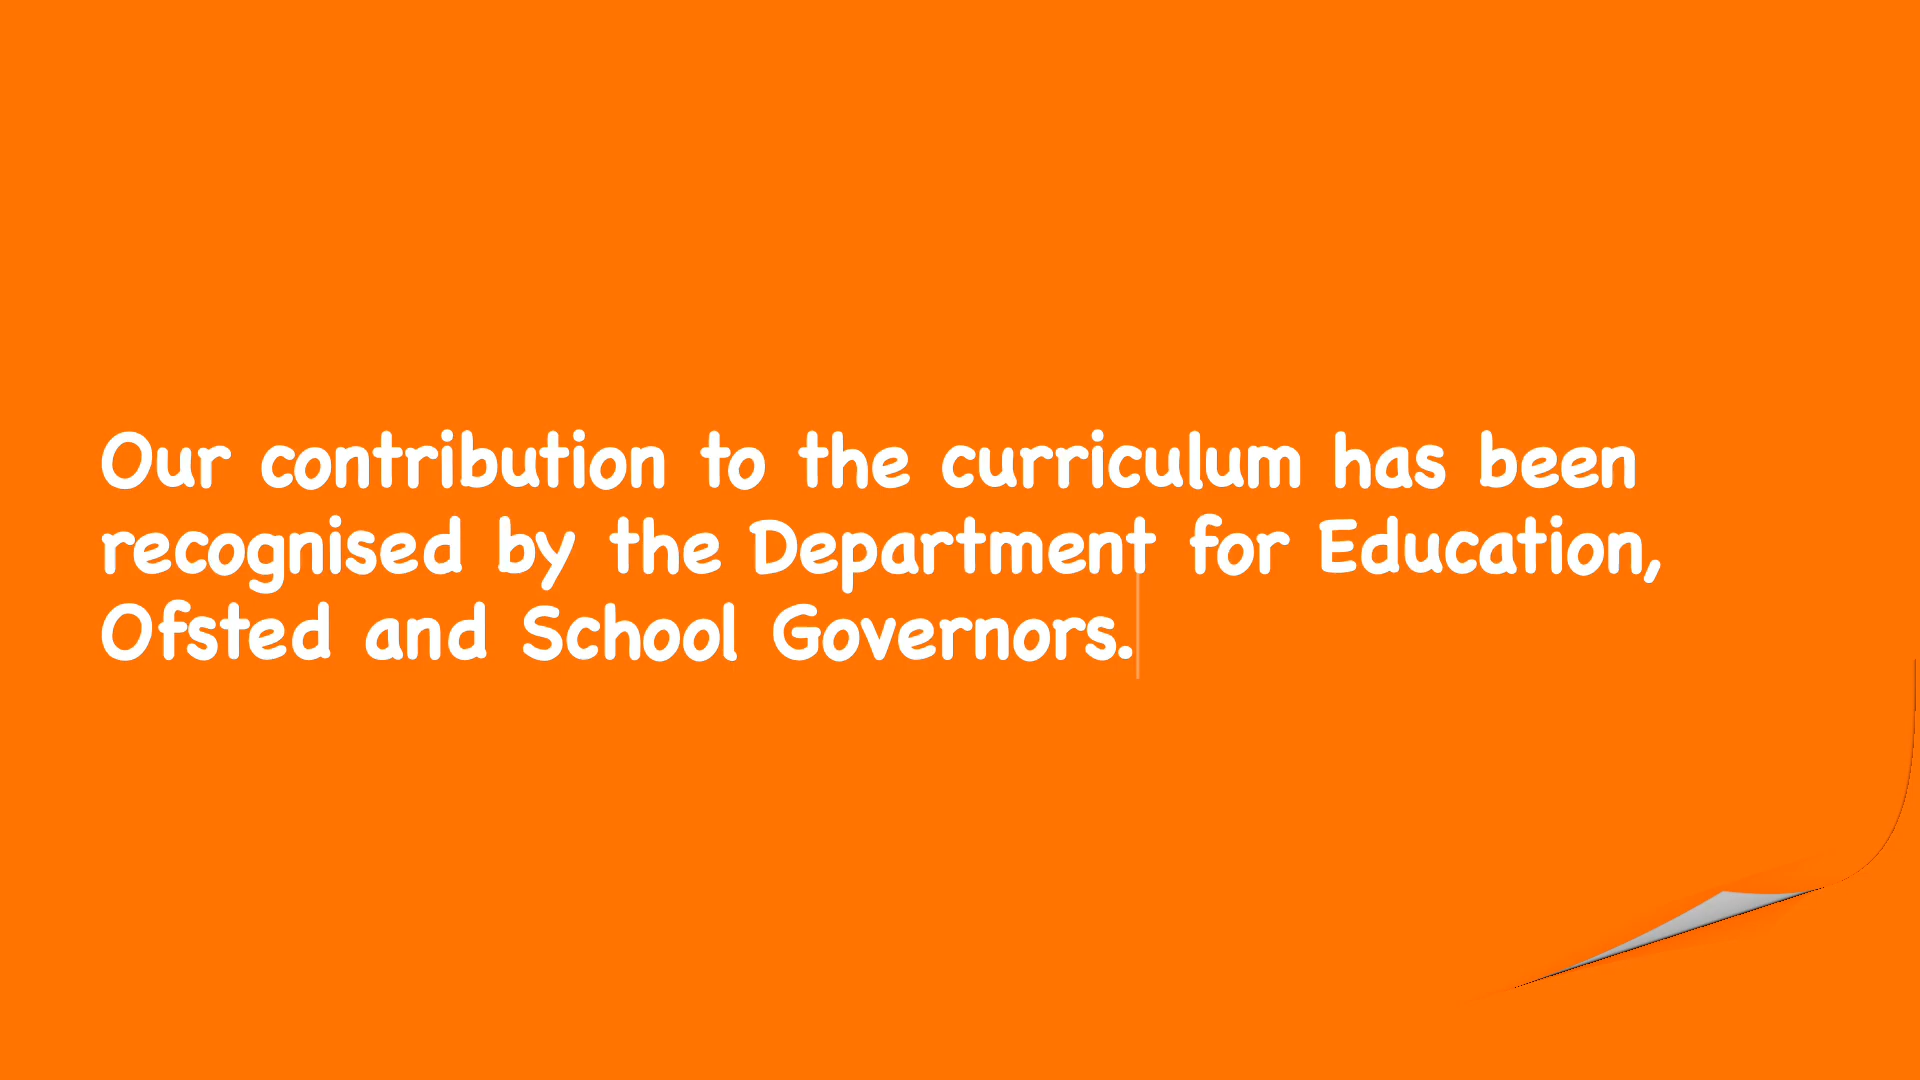 Our contribution to the curriculum has been
recognised by the Department for Education,
Ofsted and School Governors.